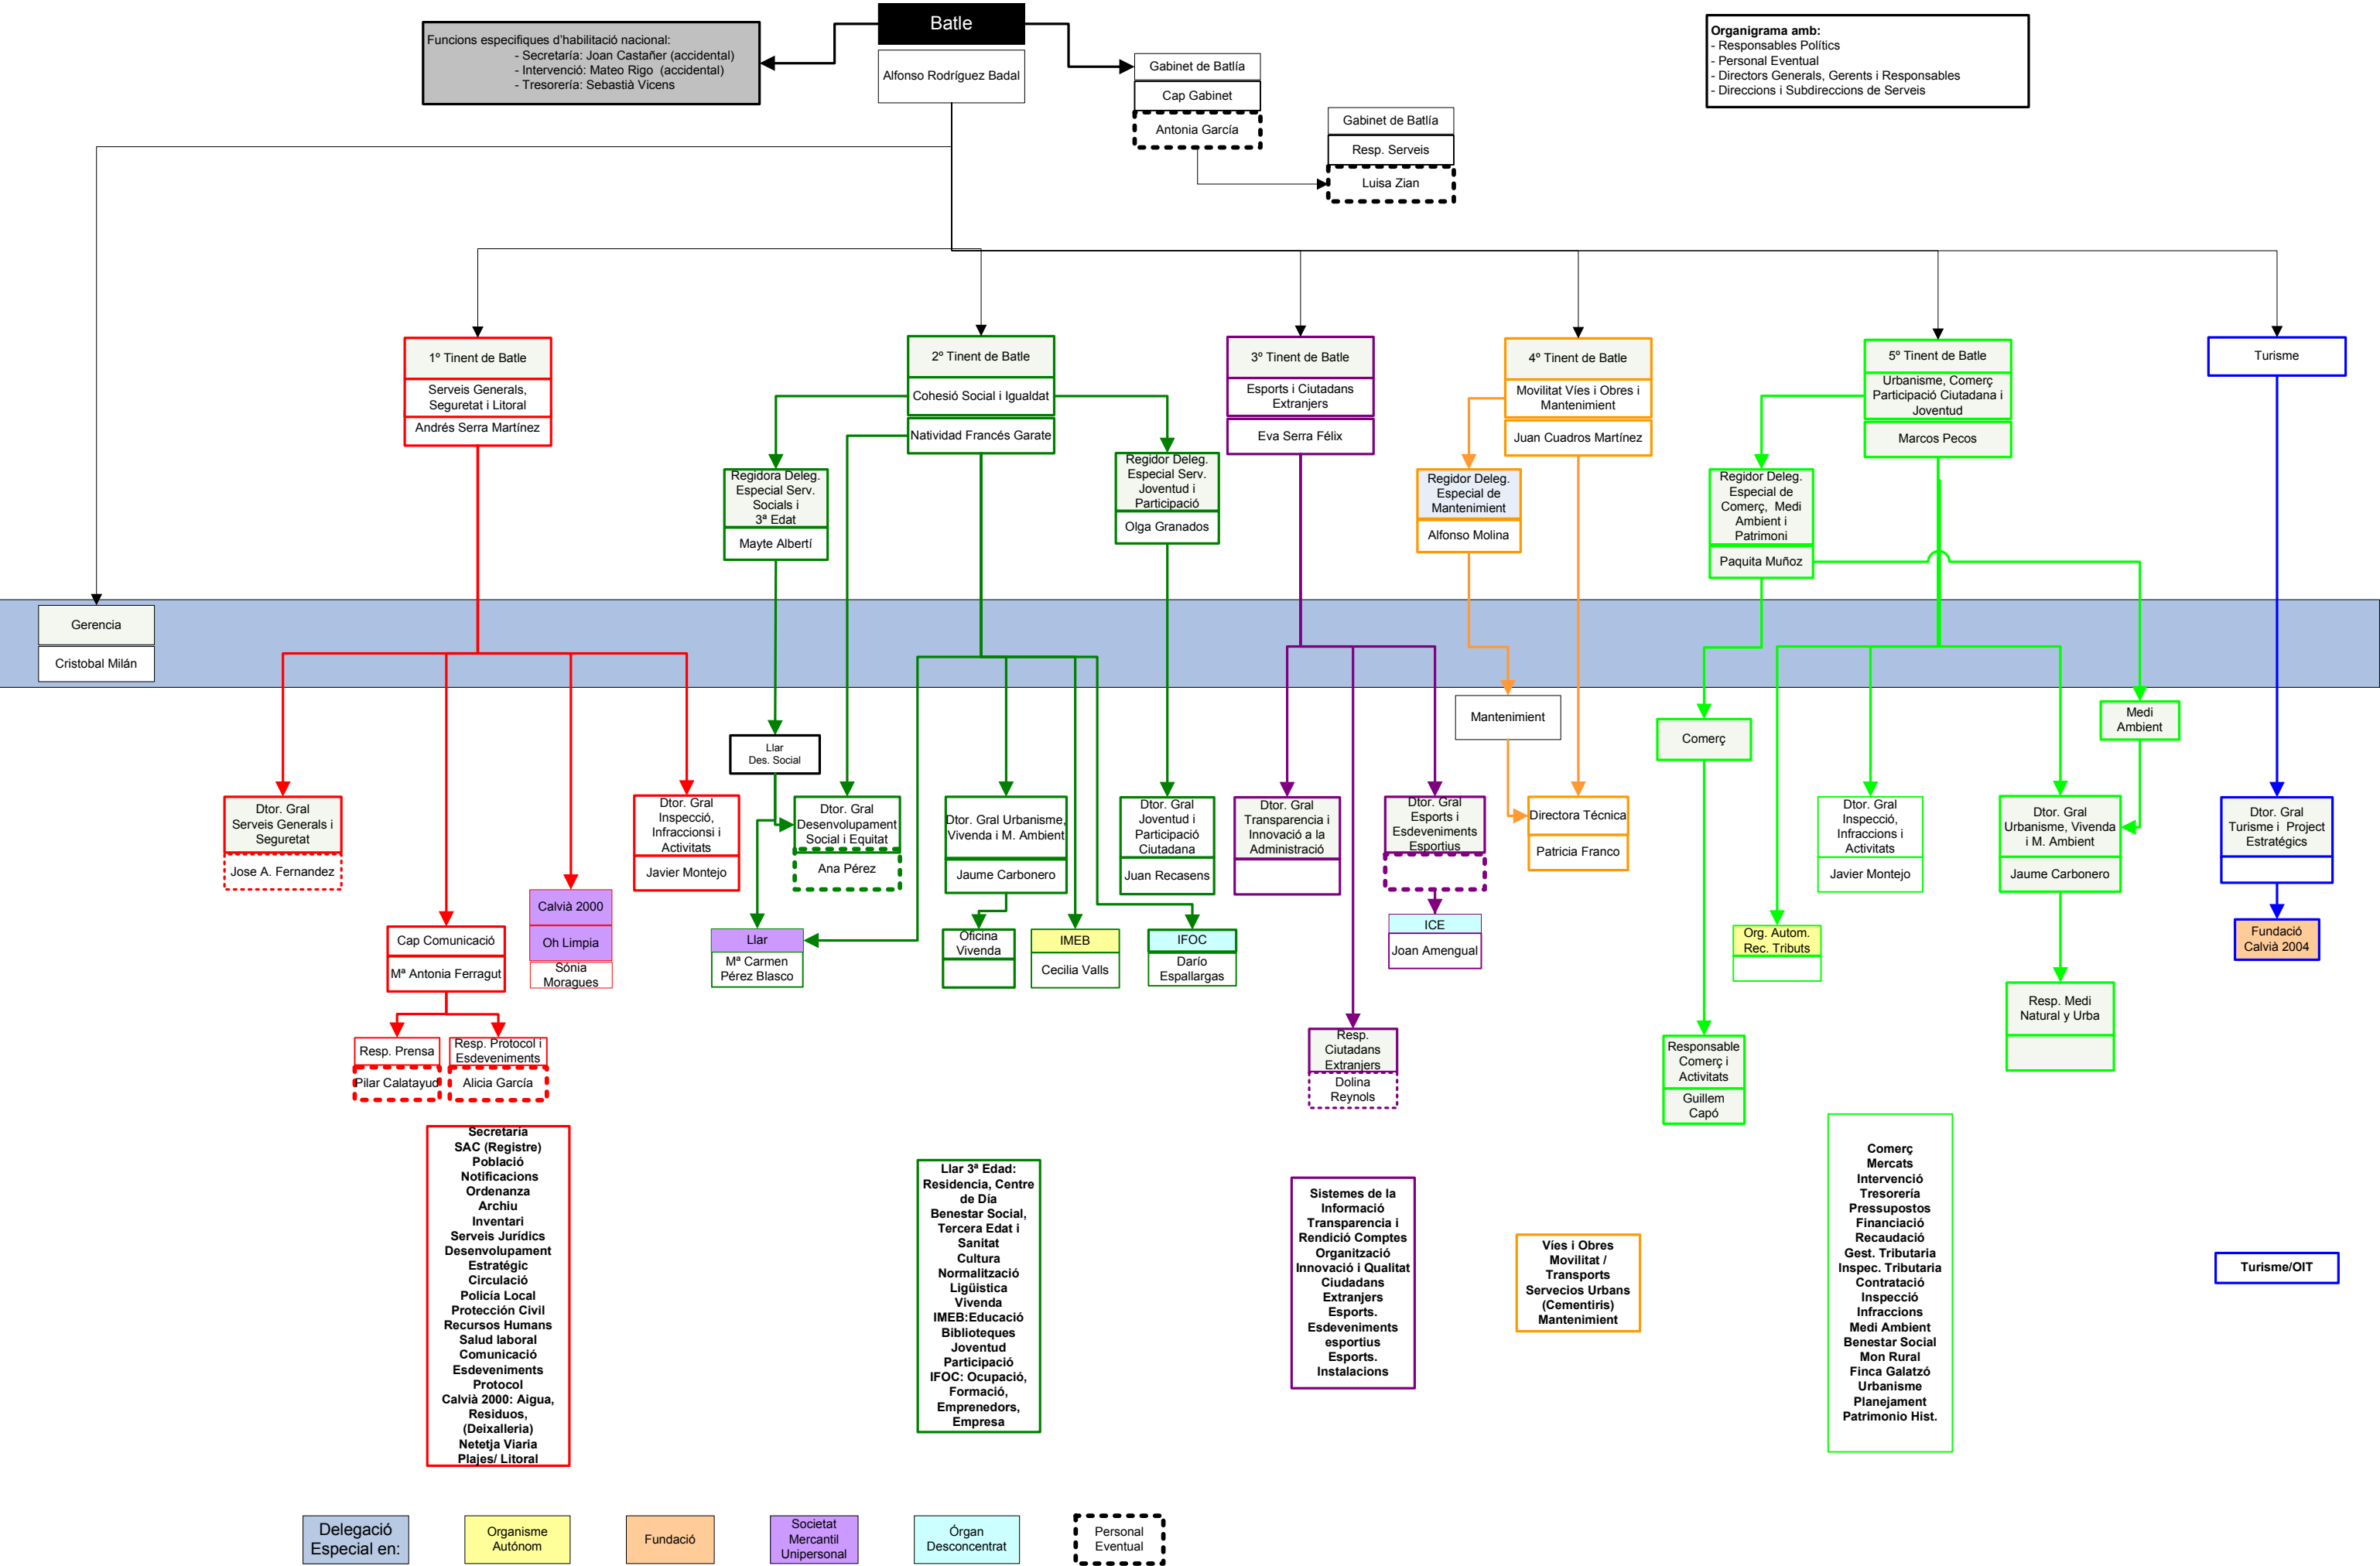 Batle
Alfonso Rodríguez Badal
Funcions especifiques d'habilitació nacional:
- Secretaría: Joan Castañer (accidental)
- Intervenció: Mateo Rigo (accidental)
- Tresorería: Sebastià Vicens
Gabinet de Batlía
Cap Gabinet
Antonia García
Gabinet de Batlía
Resp. Serveis
Luisa Zian
Organigrama amb:
- Responsables Polítics
- Personal Eventual
- Directors Generals, Gerents i Responsables
- Direccions i Subdireccions de Serveis
1º Tinent de Batle
Serveis Generals,
Seguretat i Litoral
Andrés Serra Martínez
2º Tinent de Batle
Cohesió Social i Igualdat
Natividad Francés Garate
3º Tinent de Batle
Esports i Ciutadans
Extranjers
Eva Serra Félix
4º Tinent de Batle
Movilitat Víes i Obres i
Mantenimient
Juan Cuadros Martínez
5º Tinent de Batle
Urbanisme, Comerç
Participació Ciutadana i
Joventud
Marcos Pecos
Turisme
Regidora Deleg.
Especial Serv.
Socials i
3ª Edat
Mayte Albertí
Regidor Deleg.
Especial Serv.
Joventud i
Participació
Olga Granados
Regidor Deleg.
Especial de
Mantenimient
Alfonso Molina
Regidor Deleg.
Especial de
Comerç, Medi
Ambient i
Patrimoni
Paquita Muñoz
Gerencia
Cristobal Milán
Llar
Des. Social
Mantenimient
Comerç
Medi
Ambient
Dtor. Gral
Serveis Generals i
Seguretat
Jose A. Fernandez
Dtor. Gral
Inspecció,
Infraccionsi i
Activitats
Javier Montejo
Dtor. Gral
Desenvolupament
Social i Equitat
Ana Pérez
Dtor. Gral Urbanisme,
Vivenda i M. Ambient
Jaume Carbonero
Dtor. Gral
Joventud i
Participació
Ciutadana
Juan Recasens
Dtor. Gral
Transparencia i
Innovació a la
Administració
Dtor. Gral
Esports i
Esdeveniments
Esportius
Directora Técnica
Patricia Franco
Dtor. Gral
Inspecció,
Infraccions i
Activitats
Javier Montejo
Dtor. Gral
Urbanisme, Vivenda
i M. Ambient
Jaume Carbonero
Dtor. Gral
Turisme i Project
Estratégics
Cap Comunicació
Mª Antonia Ferragut
Calvià 2000
Oh Limpia
Sónia
Moragues
Llar
Mª Carmen
Pérez Blasco
Oficina
Vivenda
IMEB
Cecilia Valls
IFOC
Darío
Espallargas
ICE
Joan Amengual
Org. Autom.
Rec. Tributs
Fundació
Calvià 2004
Resp. Prensa
Pilar Calatayud
Resp. Protocol i
Esdeveniments
Alicia García
Resp.
Ciutadans
Extranjers
Dolina
Reynols
Responsable
Comerç i
Activitats
Guillem
Capó
Resp. Medi
Natural y Urba
Secretaría
SAC (Registre)
Població
Notificacions
Ordenanza
Archiu
Inventari
Serveis Jurídics
Desenvolupament
Estratégic
Circulació
Policía Local
Protección Civil
Recursos Humans
Salud laboral
Comunicació
Esdeveniments
Protocol
Calvià 2000: Aigua,
Residuos,
(Deixalleria)
Netetja Viaria
Plajes/ Litoral
Llar 3ª Edad:
Residencia, Centre
de Día
Benestar Social,
Tercera Edat i
Sanitat
Cultura
Normalització
Ligüistica
Vivenda
IMEB:Educació
Biblioteques
Joventud
Participació
IFOC: Ocupació,
Formació,
Emprenedors,
Empresa
Sistemes de la
Informació
Transparencia i
Rendició Comptes
Organització
Innovació i Qualitat
Ciudadans
Extranjers
Esports.
Esdeveniments
esportius
Esports.
Instalacions
Víes i Obres
Movilitat /
Transports
Servecios Urbans
(Cementiris)
Mantenimient
Comerç
Mercats
Intervenció
Tresorería
Pressupostos
Financiació
Recaudació
Gest. Tributaria
Inspec. Tributaria
Contratació
Inspecció
Infraccions
Medi Ambient
Benestar Social
Mon Rural
Finca Galatzó
Urbanisme
Planejament
Patrimonio Hist.
Turisme/OIT
Delegació
Especial en:
Organisme
Autónom
Fundació
Societat
Mercantil
Unipersonal
Órgan
Desconcentrat
Personal
Eventual